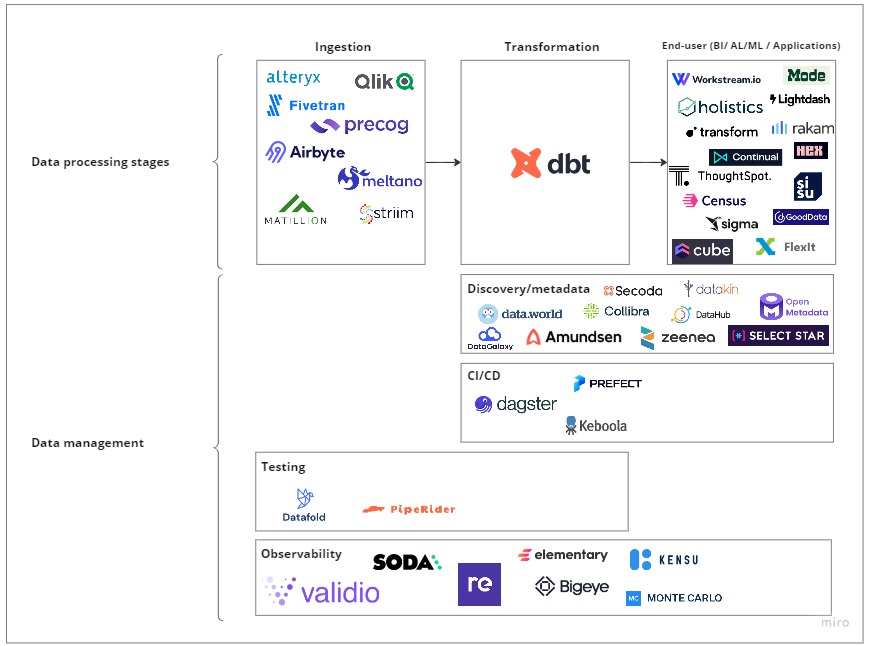 Ingestion
Transformation
End-user (BI/ AL/ML / Applications)
Data processing stages
alteryx
Qlik
Fivetran
precog
Airbyte
meltano
MATILLION
striim
dbt
Workstream.io
Mode
holistics
Lightdash
transform
rakam
Continual
HEX
T.
ThoughtSpot.
sisu
Census
sigma
GoodData
cube
FlexIt
Data management
Discovery/metadata
Secoda
datakin
data.world
Collibra
DataHub
Open
Metadata
DataGalaxy
Amundsen
zeenea
[*] SELECT STAR
CI/CD
PREFECT
dagster
Keboola
Testing
Datafold
PipeRider
Observability
SODA
elementary
KENSU
validio
re
Bigeye
MC MONTE CARLO
miro